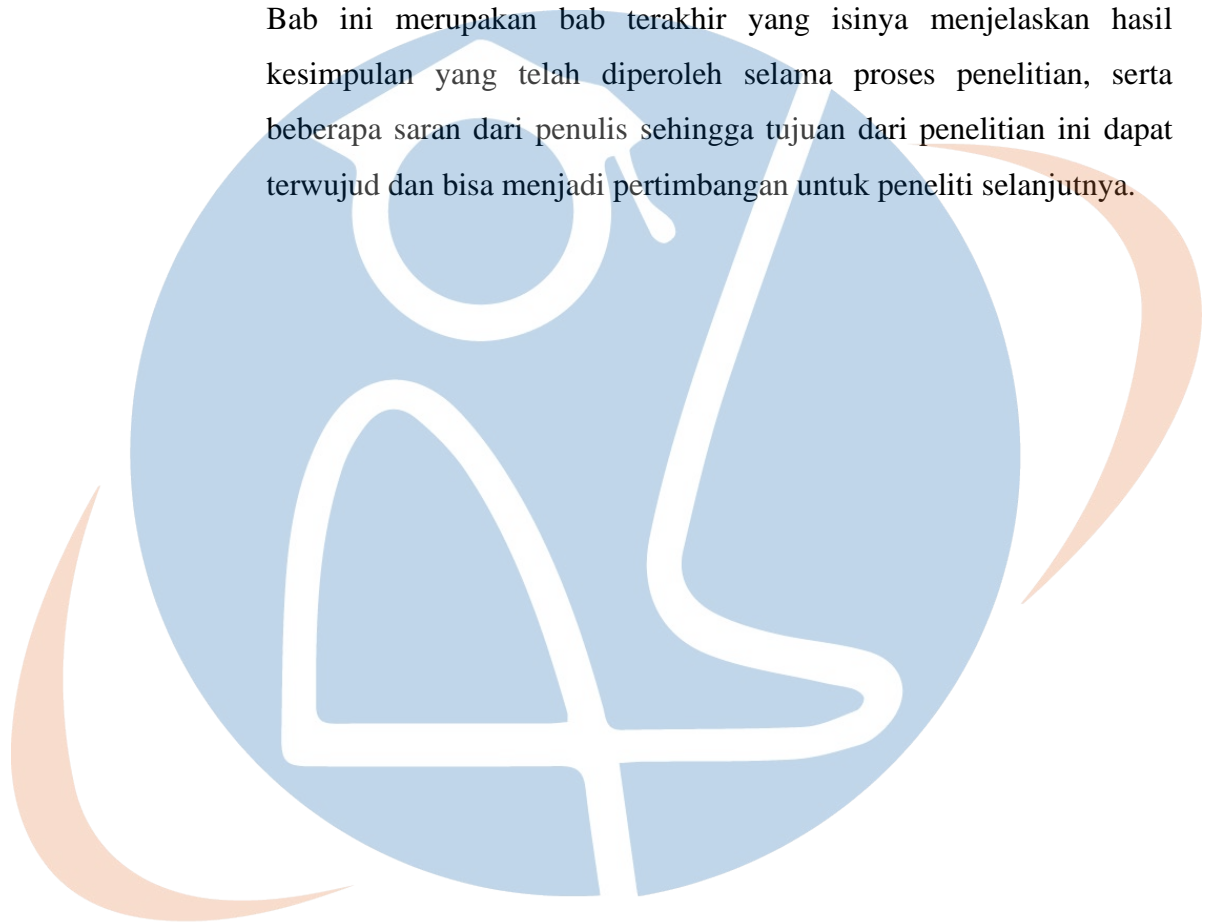 Bab ini merupakan bab terakhir yang isinya menjelaskan hasil
kesimpulan yang telah diperoleh selama proses penelitian, serta
beberapa saran dari penulis sehingga tujuan dari penelitian ini dapat
terwujud dan bisa menjadi pertimbangan untuk peneliti selanjutnya.